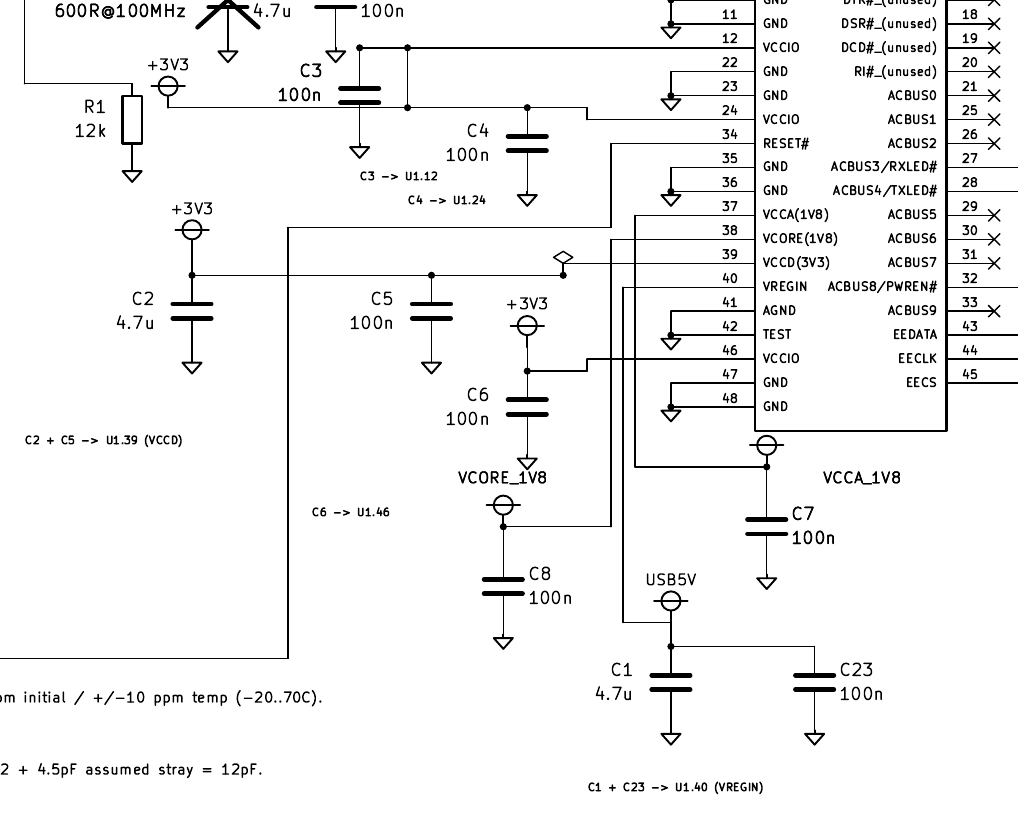 600R@100MHz
4.7u
100n
11 GND DSR#_(unused) 18
12 VCCIO DCD#_(unused) 19
22 GND RI#_(unused) 20
23 GND ACBUS0 21
24 VCCIO ACBUS1 25
34 RESET# ACBUS2 26
35 GND ACBUS3/RXLED# 27
36 GND ACBUS4/TXLED# 28
37 VCCA(1V8) ACBUS5 29
38 VCORE(1V8) ACBUS6 30
39 VCCD(3V3) ACBUS7 31
40 VREGIN ACBUS8/PWREN# 32
41 AGND ACBUS9 33
42 TEST EEDATA 43
46 VCCIO EECLK 44
47 GND EECS 45
48 GND
+3V3
C3
100n
R1
12k
C4
100n
C3 -> U1.12
C4 -> U1.24
+3V3
C2
4.7u
C5
100n
+3V3
C6
100n
C2 + C5 -> U1.39 (VCCD)
VCORE_1V8
VCCA_1V8
C6 -> U1.46
C7
100n
C8
100n
USB5V
C1
4.7u
C23
100n
initial / +/-10 ppm temp (-20..70C).
2 + 4.5pF assumed stray = 12pF.
C1 + C23 -> U1.40 (VREGIN)